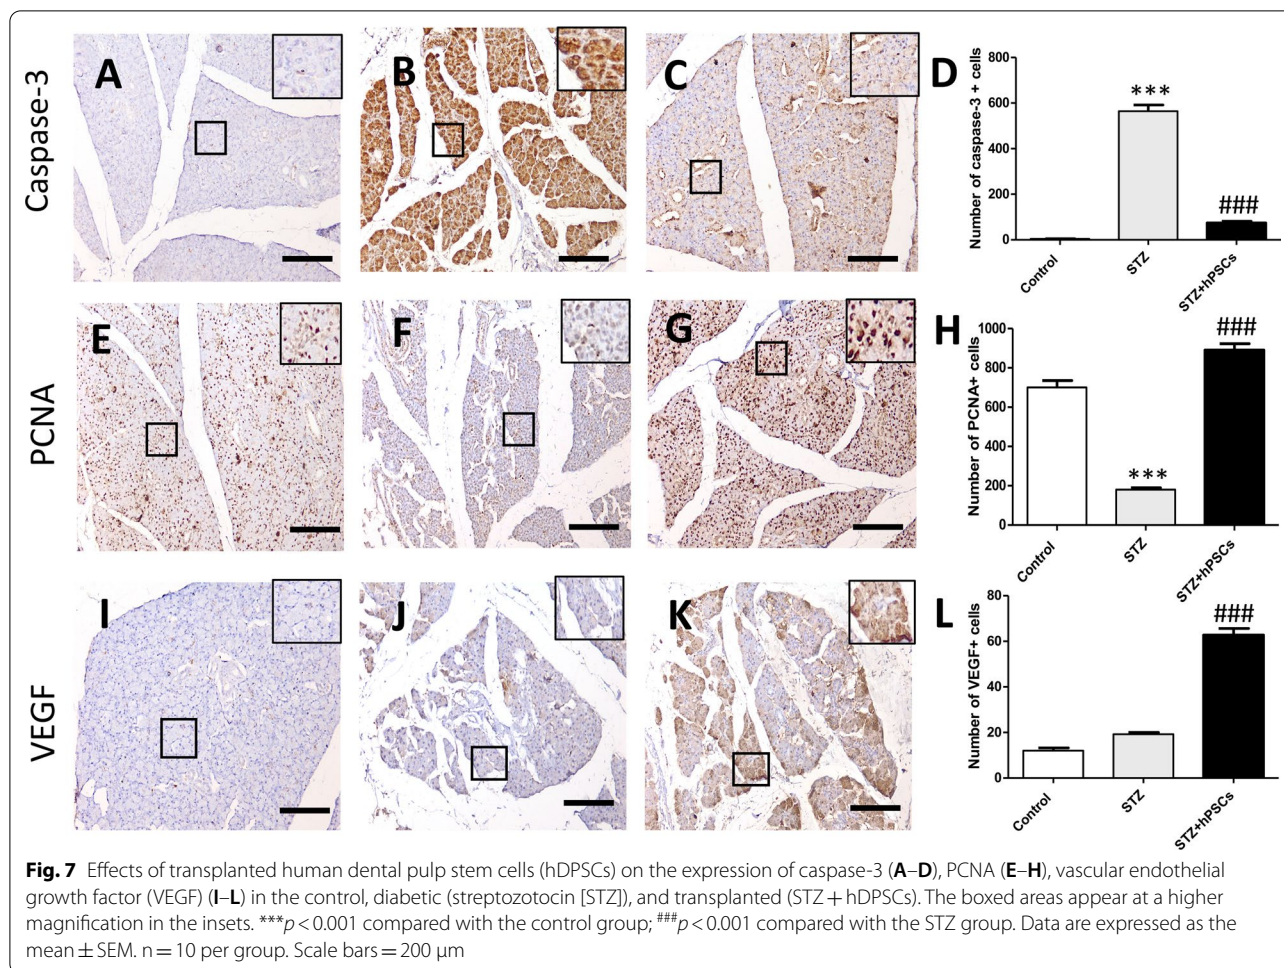 Caspase-3
A
B
C
D
Number of caspase-3 + cells
800
600
400
200
0
***
###
Control
STZ
STZ+hPSCs
PCNA
E
F
G
H
Number of PCNA+ cells
1000
800
600
400
200
0
***
###
Control
STZ
STZ+hPSCs
VEGF
I
J
K
L
Number of VEGF+ cells
80
60
40
20
0
###
Control
STZ
STZ+hPSCs
Fig. 7 Effects of transplanted human dental pulp stem cells (hDPSCs) on the expression of caspase-3 (A–D), PCNA (E–H), vascular endothelial
growth factor (VEGF) (I–L) in the control, diabetic (streptozotocin [STZ]), and transplanted (STZ + hDPSCs). The boxed areas appear at a higher
magnification in the insets. ***p < 0.001 compared with the control group; ###p < 0.001 compared with the STZ group. Data are expressed as the
mean ± SEM. n = 10 per group. Scale bars = 200 μm